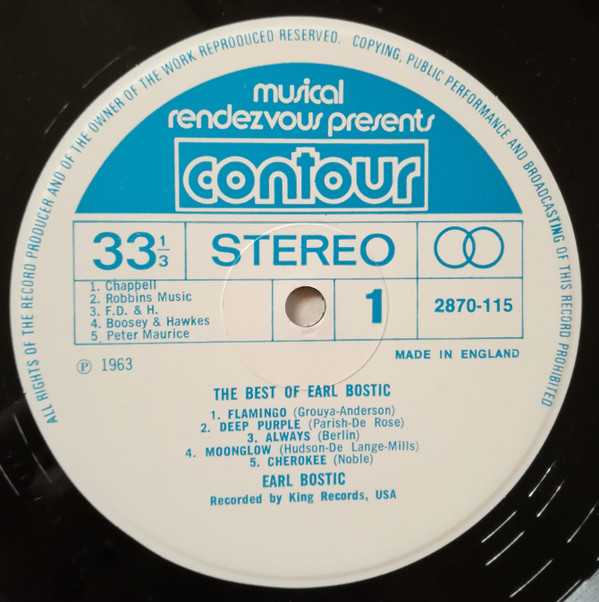 ALL RIGHTS OF THE RECORD PRODUCER AND OF THE OWNER OF THE WORK REPRODUCED RESERVED. COPYING, PUBLIC PERFORMANCE AND BROADCASTING OF THIS RECORD PROHIBITED
musical
rendezvous presents
contour
33 1/3 STEREO
1. Chappell
2. Robbins Music
3. F.D. & H.
4. Boosey & Hawkes
5. Peter Maurice
1 2870-115
℗ 1963
MADE IN ENGLAND
THE BEST OF EARL BOSTIC
1. FLAMINGO (Grouya-Anderson)
2. DEEP PURPLE (Parish-De Rose)
3. ALWAYS (Berlin)
4. MOONGLOW (Hudson-De Lange-Mills)
5. CHEROKEE (Noble)
EARL BOSTIC
Recorded by King Records, USA